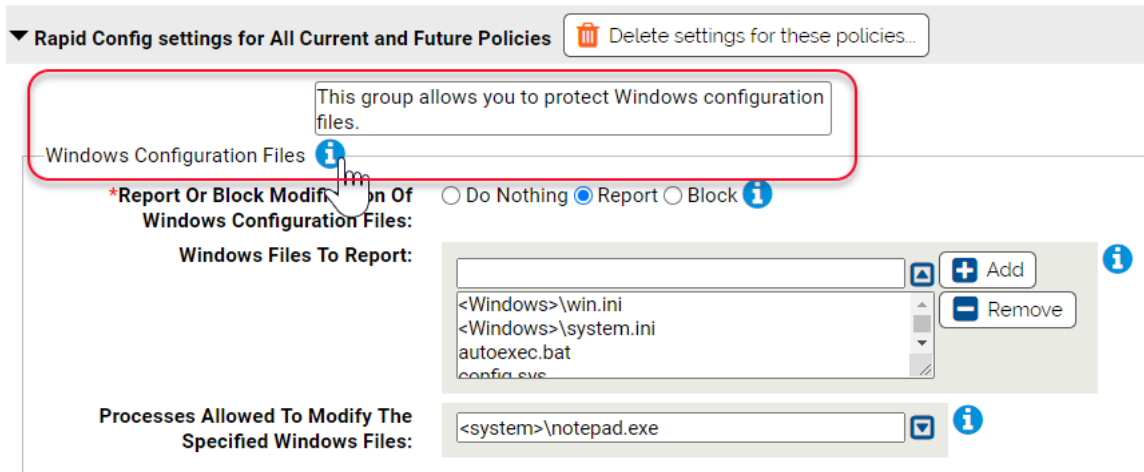 Rapid Config settings for All Current and Future Policies
Delete settings for these policies...
This group allows you to protect Windows configuration
files.
Windows Configuration Files
*Report Or Block Modifi on Of
Windows Configuration Files:
Do Nothing Report Block
Windows Files To Report:
Add
<Windows>\win.ini
<Windows>\system.ini
autoexec.bat
config.sys
Remove
Processes Allowed To Modify The
Specified Windows Files:
<system>\notepad.exe